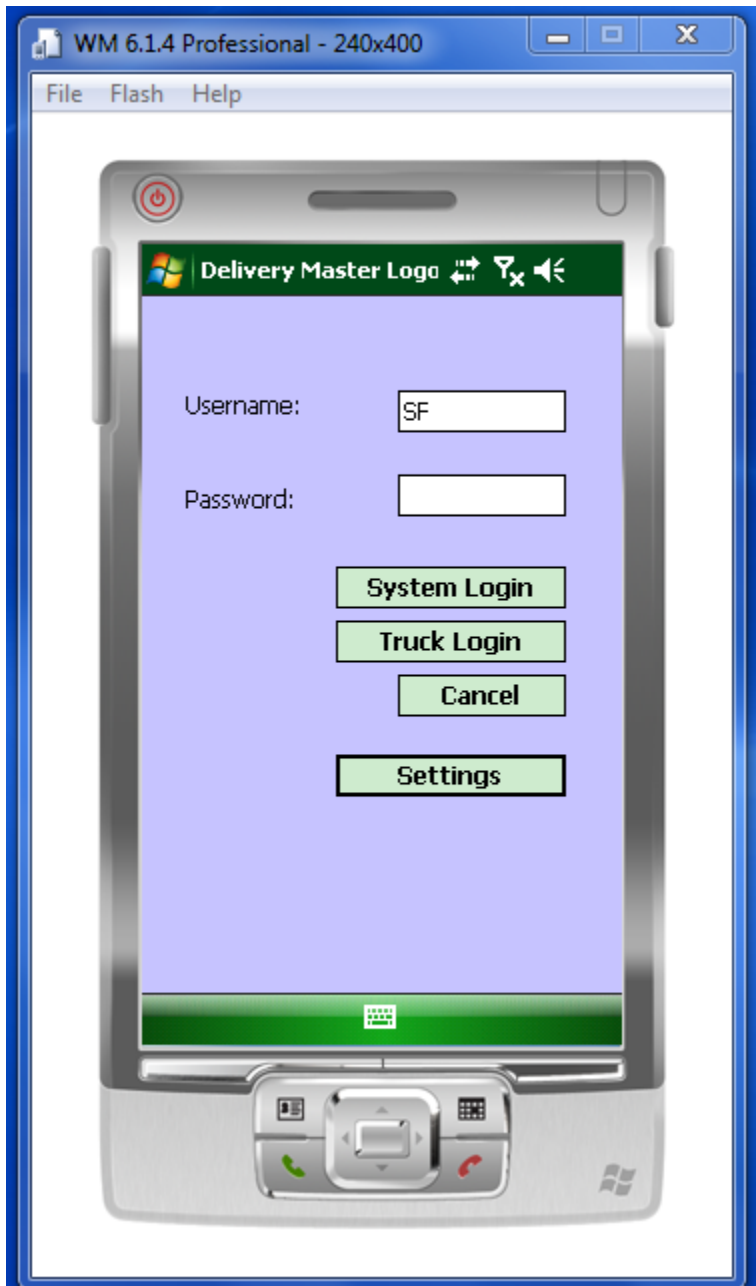 WM 6.1.4 Professional - 240x400
File Flash Help
Delivery Master Logo
Username: SF
Password:
System Login
Truck Login
Cancel
Settings